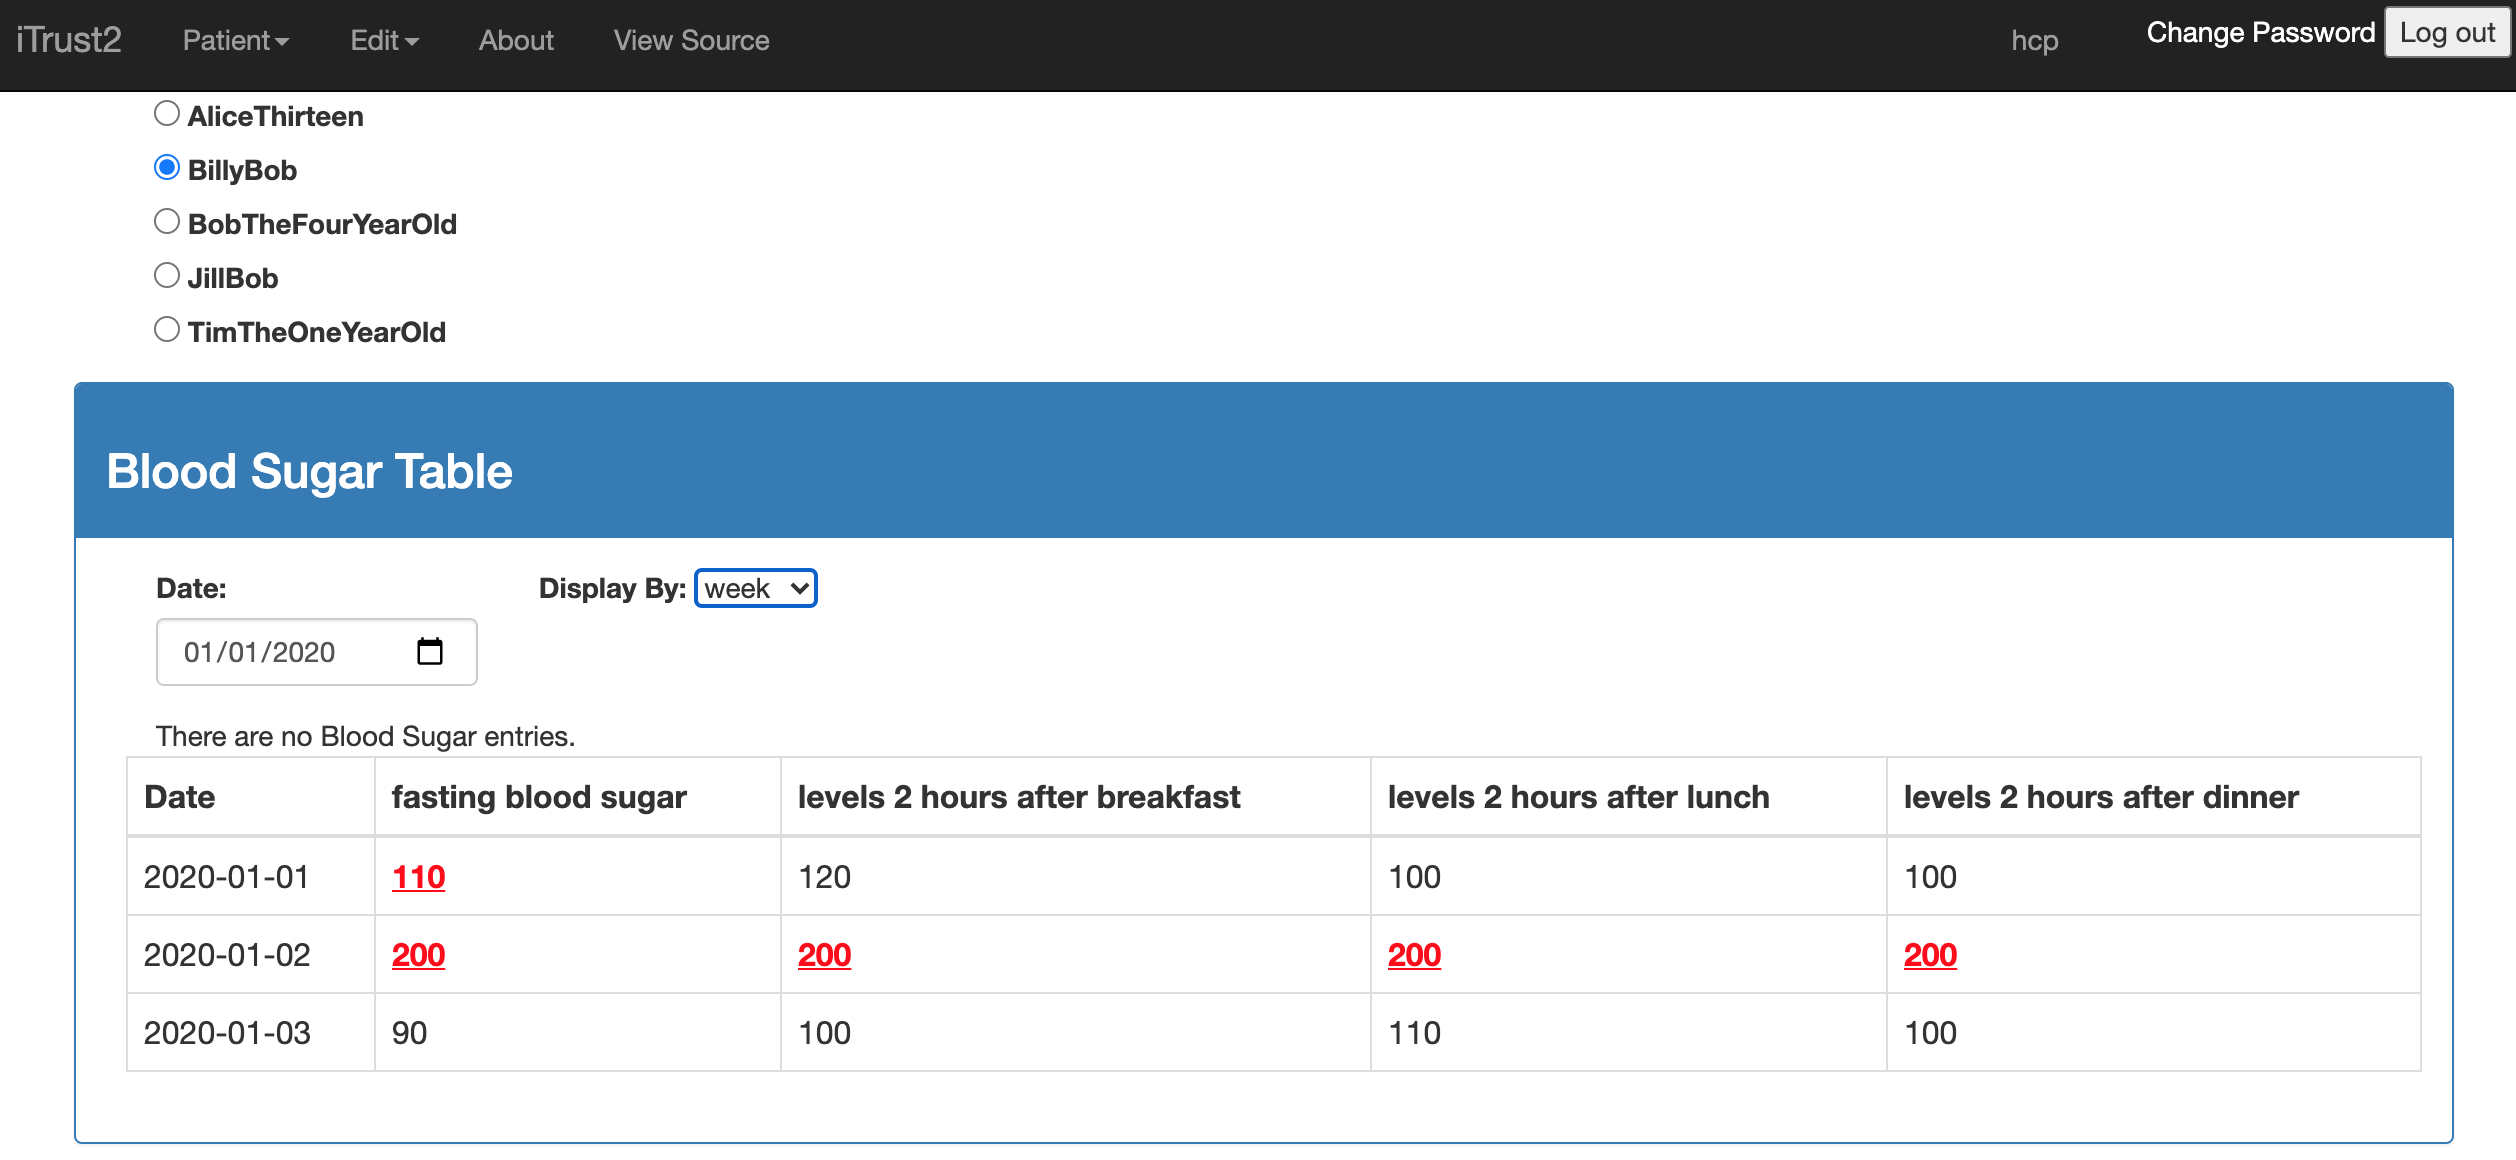 iTrust2 Patient Edit About View Source hcp Change Password Log out
AliceThirteen
BillyBob
BobTheFourYearOld
JillBob
TimTheOneYearOld
Blood Sugar Table
Date: Display By: week
01/01/2020
There are no Blood Sugar entries.
Date fasting blood sugar levels 2 hours after breakfast levels 2 hours after lunch levels 2 hours after dinner
2020-01-01 110 120 100 100
2020-01-02 200 200 200 200
2020-01-03 90 100 110 100